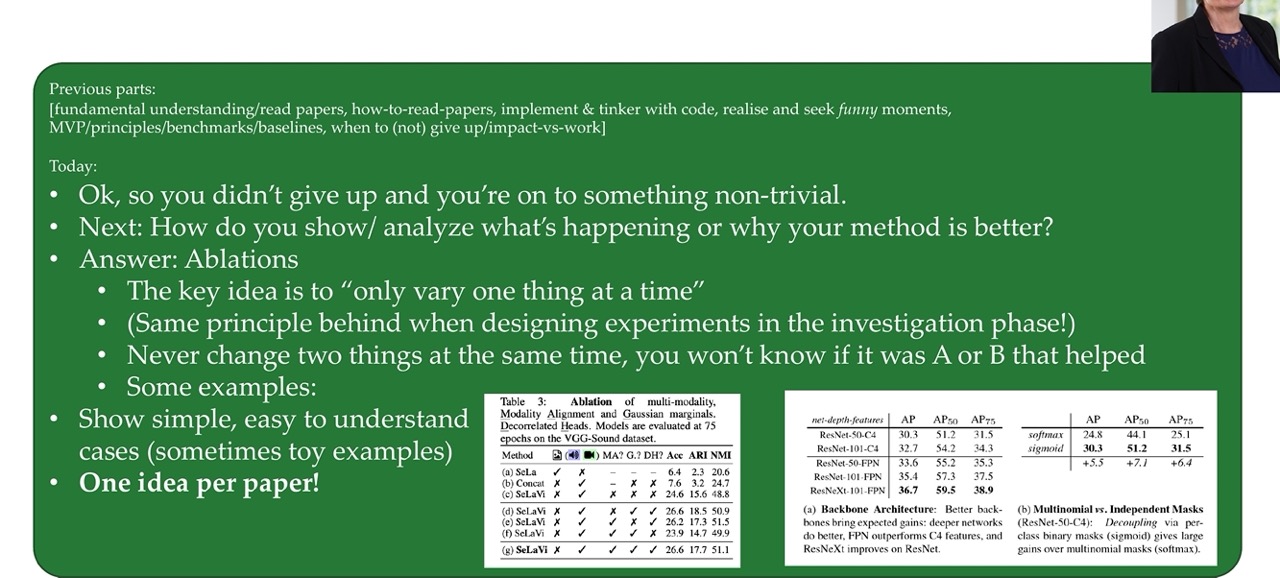 Previous parts:
[fundamental understanding/read papers, how-to-read-papers, implement & tinker with code, realise and seek funny moments,
MVP/principles/benchmarks/baselines, when to (not) give up/impact-vs-work]
Today:
• Ok, so you didn't give up and you're on to something non-trivial.
• Next: How do you show/ analyze what's happening or why your method is better?
• Answer: Ablations
• The key idea is to "only vary one thing at a time"
• (Same principle behind when designing experiments in the investigation phase!)
• Never change two things at the same time, you won't know if it was A or B that helped
• Some examples:
• Show simple, easy to understand
cases (sometimes toy examples)
• One idea per paper!
Table 3: Ablation of multi-modality,
Modality Alignment and Gaussian marginals.
Decorrelated Heads. Models are evaluated at 75
epochs on the VGG-Sound dataset.
Method MA? G.? DH? Acc ARI NMI
(a) SeLa ✓ ✗ – – – 6.4 2.3 20.6
(b) Concat ✗ ✓ – ✗ ✗ 7.6 3.2 24.7
(c) SeLaVi ✗ ✓ ✗ ✗ ✗ 24.6 15.6 48.8
(d) SeLaVi ✗ ✓ ✗ ✓ ✓ 26.6 18.5 50.9
(e) SeLaVi ✗ ✓ ✓ ✗ ✓ 26.2 17.3 51.5
(f) SeLaVi ✗ ✓ ✓ ✓ ✗ 23.9 14.7 49.9
(g) SeLaVi ✗ ✓ ✓ ✓ ✓ 26.6 17.7 51.1
net-depth-features AP AP50 AP75
ResNet-50-C4 30.3 51.2 31.5
ResNet-101-C4 32.7 54.2 34.3
ResNet-50-FPN 33.6 55.2 35.3
ResNet-101-FPN 35.4 57.3 37.5
ResNeXt-101-FPN 36.7 59.5 38.9
(a) Backbone Architecture: Better back-
bones bring expected gains: deeper networks
do better, FPN outperforms C4 features, and
ResNeXt improves on ResNet.
AP AP50 AP75
softmax 24.8 44.1 25.1
sigmoid 30.3 51.2 31.5
+5.5 +7.1 +6.4
(b) Multinomial vs. Independent Masks
(ResNet-50-C4): Decoupling via per-
class binary masks (sigmoid) gives large
gains over multinomial masks (softmax).